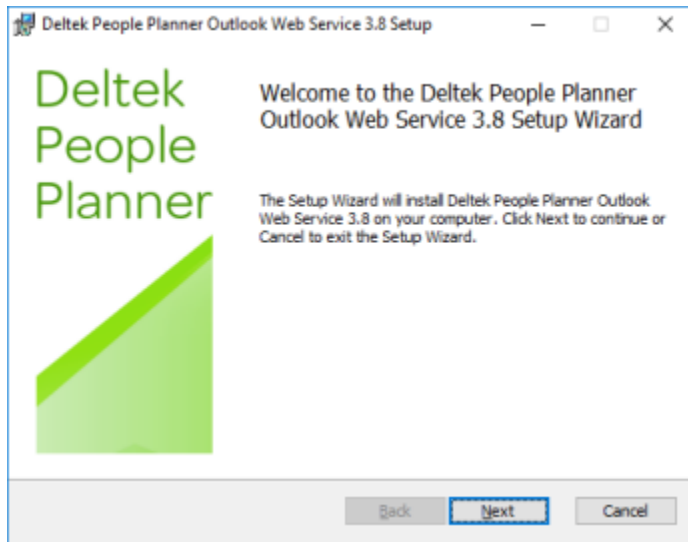 Deltek People Planner Outlook Web Service 3.8 Setup
Deltek
People
Planner
Welcome to the Deltek People Planner
Outlook Web Service 3.8 Setup Wizard
The Setup Wizard will install Deltek People Planner Outlook
Web Service 3.8 on your computer. Click Next to continue or
Cancel to exit the Setup Wizard.
Back
Next
Cancel